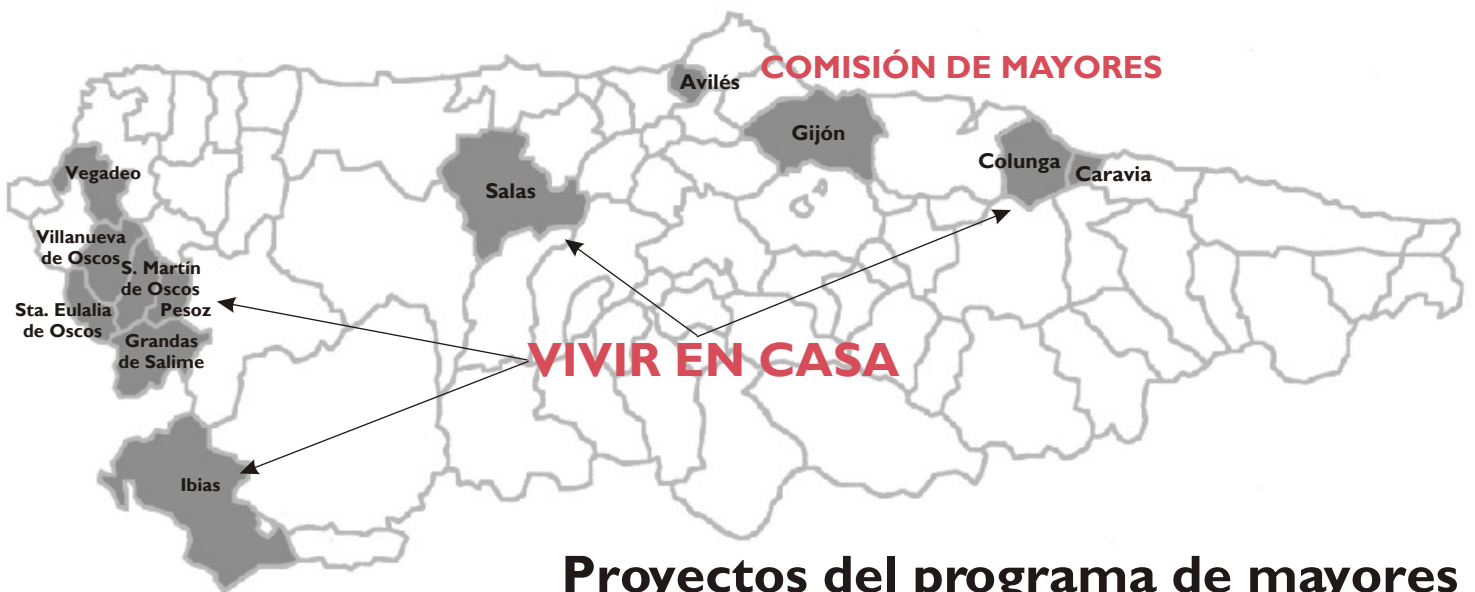 COMISIÓN DE MAYORES
Avilés
Gijón
Colunga
Caravia
Vegadeo
Salas
Villanueva
de Oscos
S. Martín
de Oscos
Sta. Eulalia
de Oscos
Pesoz
Grandas
de Salime
VIVIR EN CASA
Ibias
Proyectos del programa de mayores